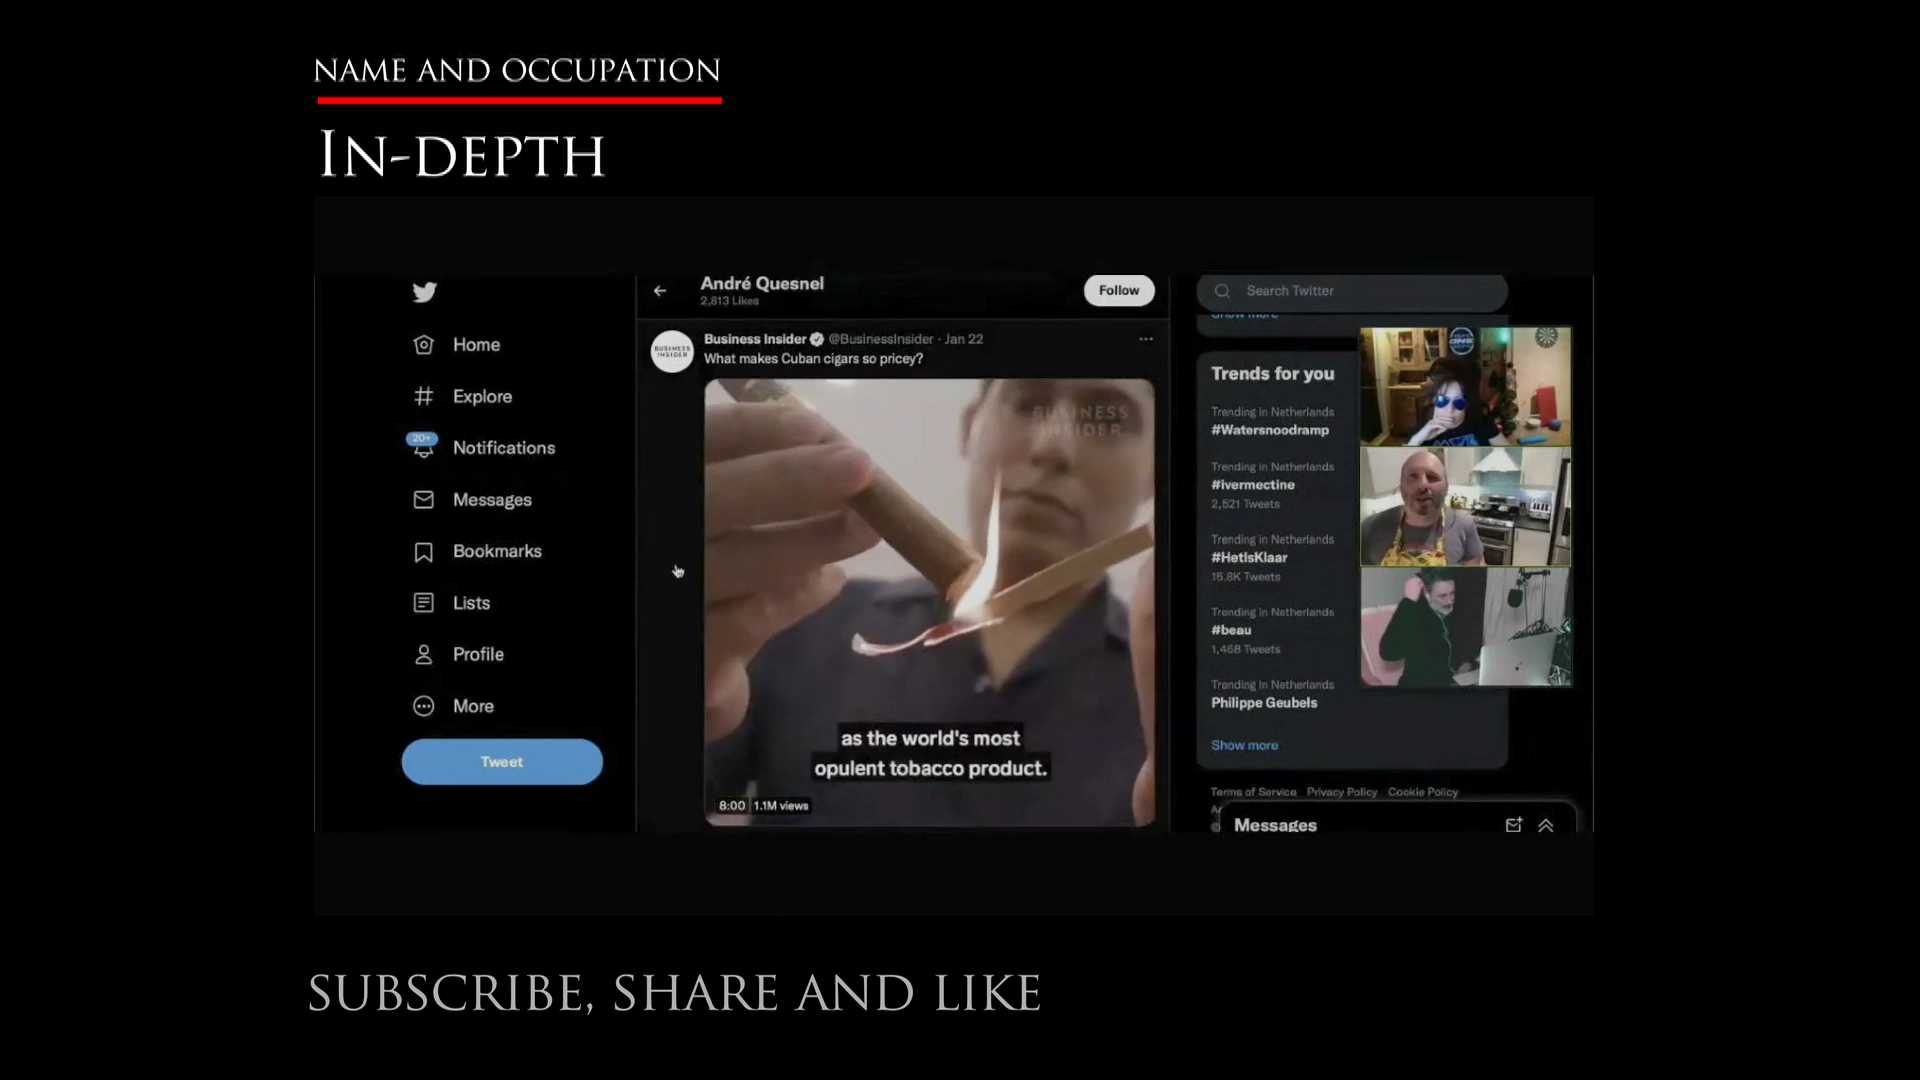 NAME AND OCCUPATION
IN-DEPTH
Home
Explore
20+
Notifications
Messages
Bookmarks
Lists
Profile
More
Tweet
André Quesnel
2,813 Likes
Follow
BUSINESS
INSIDER
Business Insider @BusinessInsider · Jan 22
What makes Cuban cigars so pricey?
BUSINESS
INSIDER
as the world's most
opulent tobacco product.
8:00 1.1M views
Search Twitter
Show more
Trends for you
Trending in Netherlands
#Watersnoodramp
Trending in Netherlands
#ivermectine
2,521 Tweets
Trending in Netherlands
#HetIsKlaar
15.8K Tweets
Trending in Netherlands
#beau
1,468 Tweets
Trending in Netherlands
Philippe Geubels
Show more
Terms of Service Privacy Policy Cookie Policy
Messages
SUBSCRIBE, SHARE AND LIKE